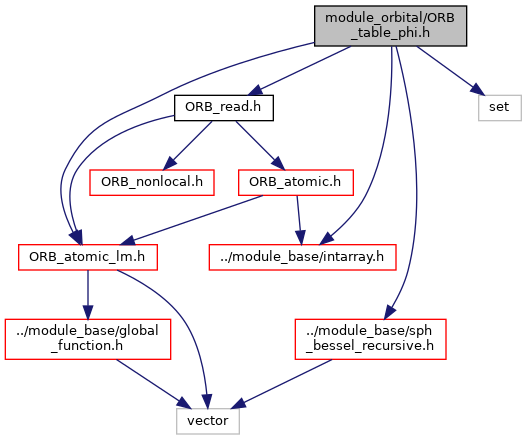 module_orbital/ORB
_table_phi.h
ORB_read.h
set
ORB_nonlocal.h
ORB_atomic.h
ORB_atomic_lm.h
../module_base/intarray.h
../module_base/global
_function.h
../module_base/sph
_bessel_recursive.h
vector